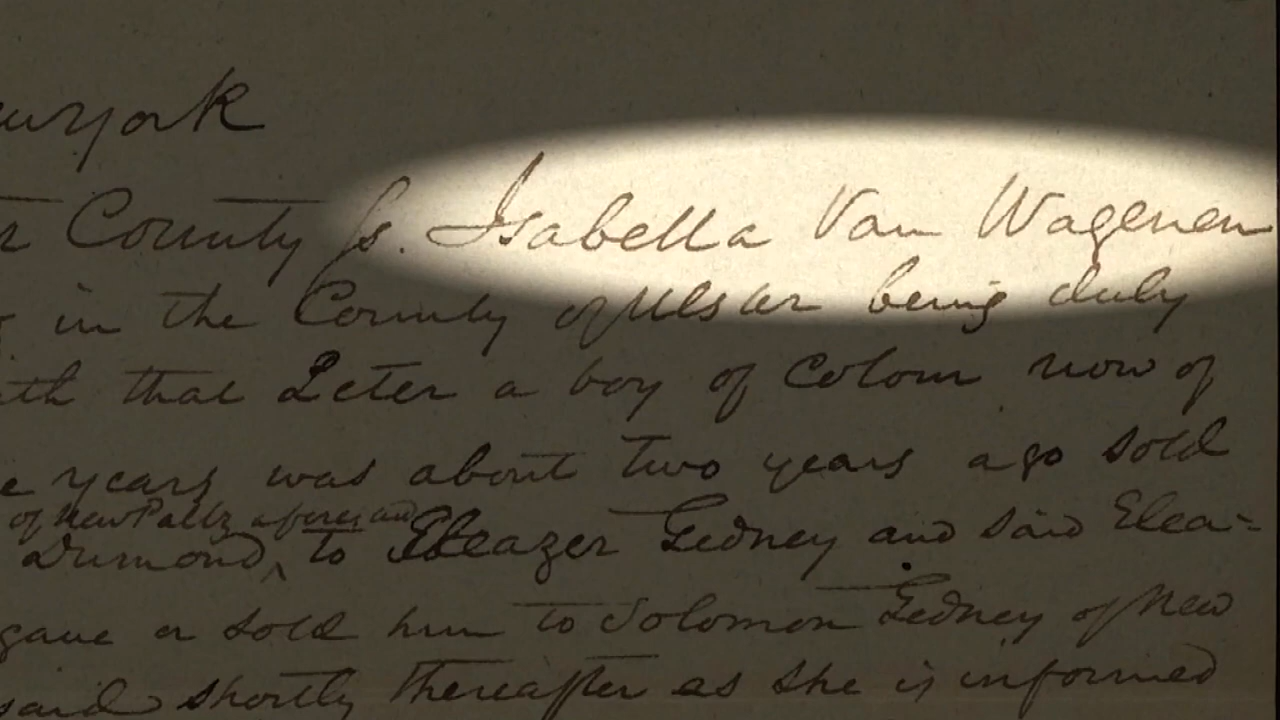 ewyork
r County ss. Isabella Van Wagenen
in the County of Ulster being duly
th that Peter a boy of Colour now of
e years was about two years ago sold
of New Paltz aforesaid
Dumond, ‸ to Eleazer Gedney and said Elea=
gave or sold him to Solomon Gedney of New
said shortly thereafter as she is informed